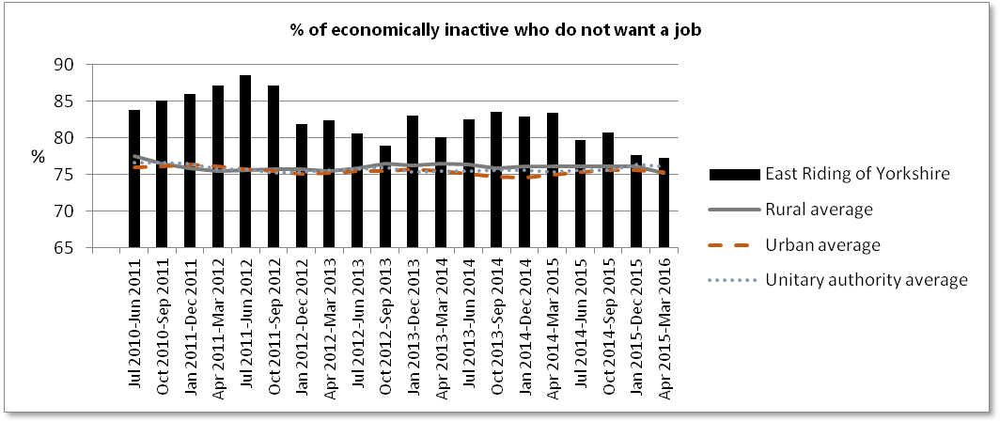 % of economically inactive who do not want a job
90
85
80
75
70
65
%
Jul 2010-Jun 2011
Oct 2010-Sep 2011
Jan 2011-Dec 2011
Apr 2011-Mar 2012
Jul 2011-Jun 2012
Oct 2011-Sep 2012
Jan 2012-Dec 2012
Apr 2012-Mar 2013
Jul 2012-Jun 2013
Oct 2012-Sep 2013
Jan 2013-Dec 2013
Apr 2013-Mar 2014
Jul 2013-Jun 2014
Oct 2013-Sep 2014
Jan 2014-Dec 2014
Apr 2014-Mar 2015
Jul 2014-Jun 2015
Oct 2014-Sep 2015
Jan 2015-Dec 2015
Apr 2015-Mar 2016
East Riding of Yorkshire
Rural average
Urban average
Unitary authority average